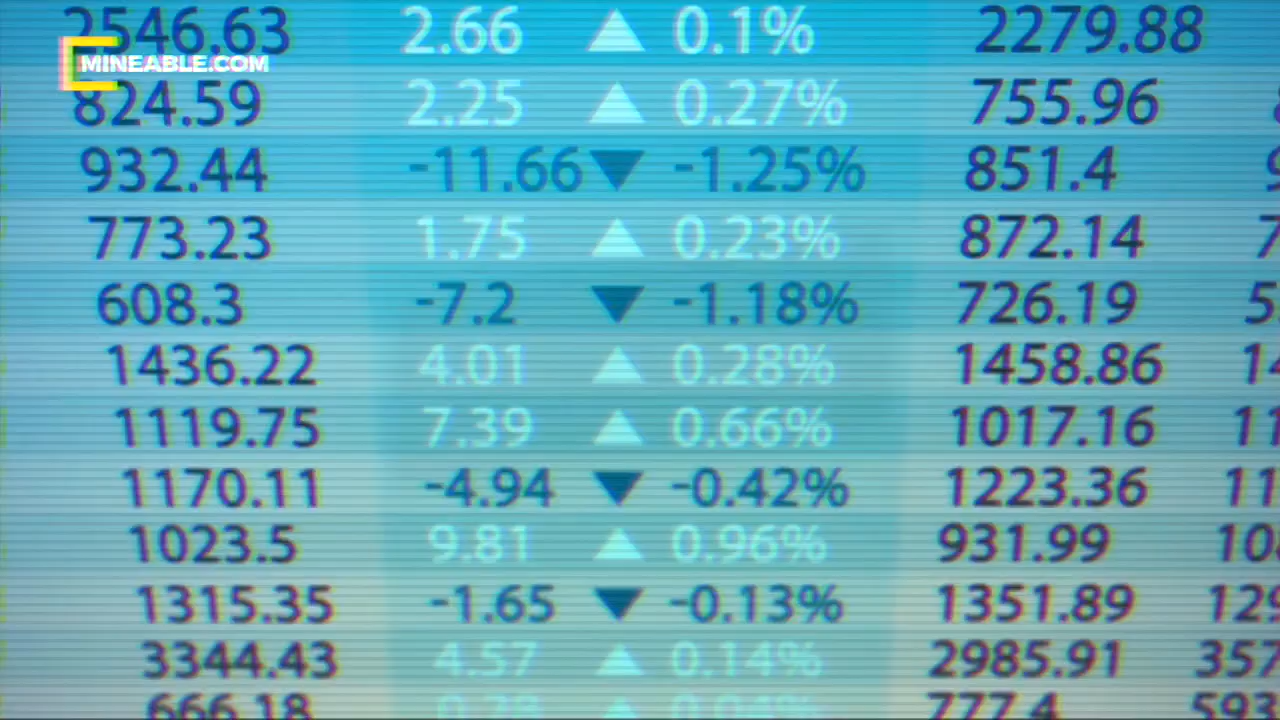 2546.63 2.66 ▲ 0.1% 2279.88
MINEABLE.COM
824.59 2.25 ▲ 0.27% 755.96
932.44 -11.66 ▼ -1.25% 851.4
773.23 1.75 ▲ 0.23% 872.14
608.3 -7.2 ▼ -1.18% 726.19
1436.22 4.01 ▲ 0.28% 1458.86
1119.75 7.39 ▲ 0.66% 1017.16
1170.11 -4.94 ▼ -0.42% 1223.36
1023.5 9.81 ▲ 0.96% 931.99
1315.35 -1.65 ▼ -0.13% 1351.89
3344.43 4.57 ▲ 0.14% 2985.91
666.18 ▲ 777.4